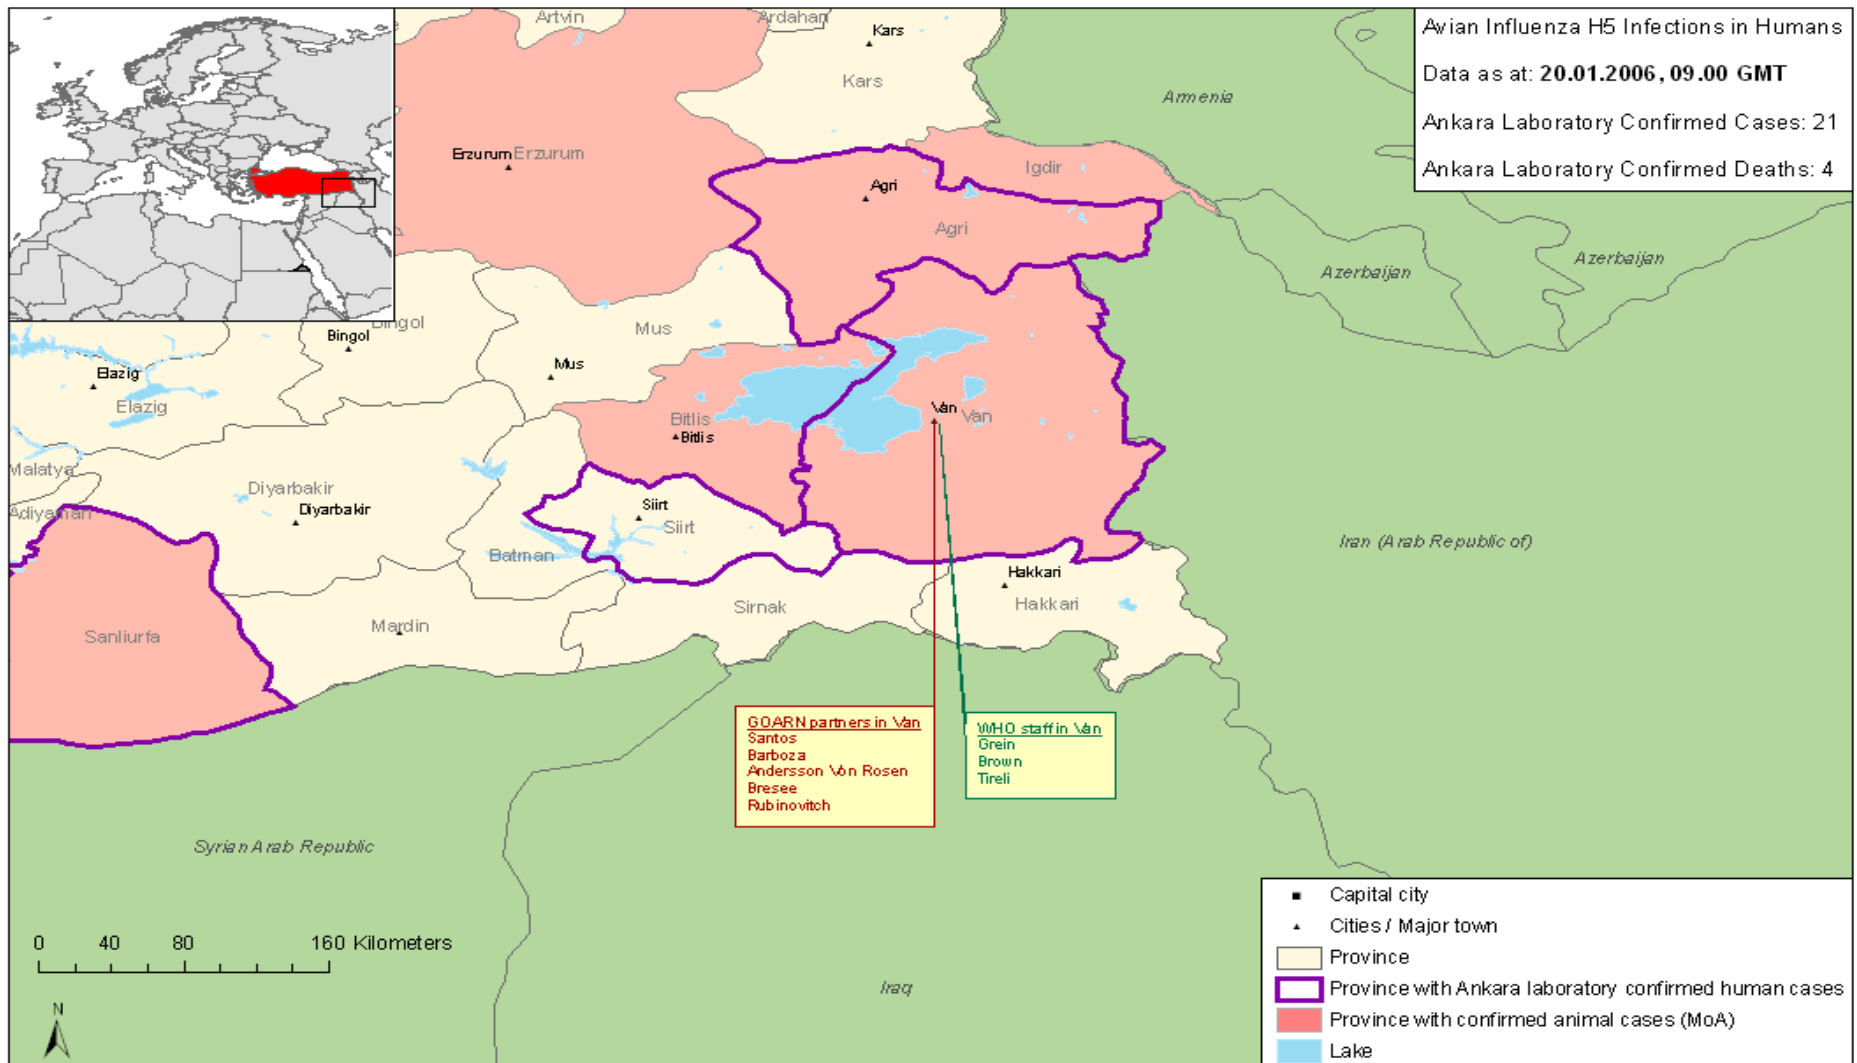 Artvin
Ardahan
Kars
Kars
Avian Influenza H5 Infections in Humans
Data as at: 20.01.2006, 09.00 GMT
Ankara Laboratory Confirmed Cases: 21
Ankara Laboratory Confirmed Deaths: 4
Armenia
Erzurum
Erzurum
Igdir
Agri
Agri
Azerbaijan
Azerbaijan
Bingol
Bingol
Mus
Mus
Elazig
Elazig
Bitlis
Bitlis
Van
Van
Malatya
Diyarbakir
Diyarbakir
Adiyaman
Siirt
Siirt
Batman
Iran (Arab Republic of)
Hakkari
Hakkari
Sirnak
Mardin
Sanliurfa
GOARN partners in Van
Santos
Barboza
Andersson Von Rosen
Bresee
Rubinovitch
WHO staff in Van
Grein
Brown
Tireli
Syrian Arab Republic
Iraq
0 40 80 160 Kilometers
N
Capital city
Cities / Major town
Province
Province with Ankara laboratory confirmed human cases
Province with confirmed animal cases (MoA)
Lake